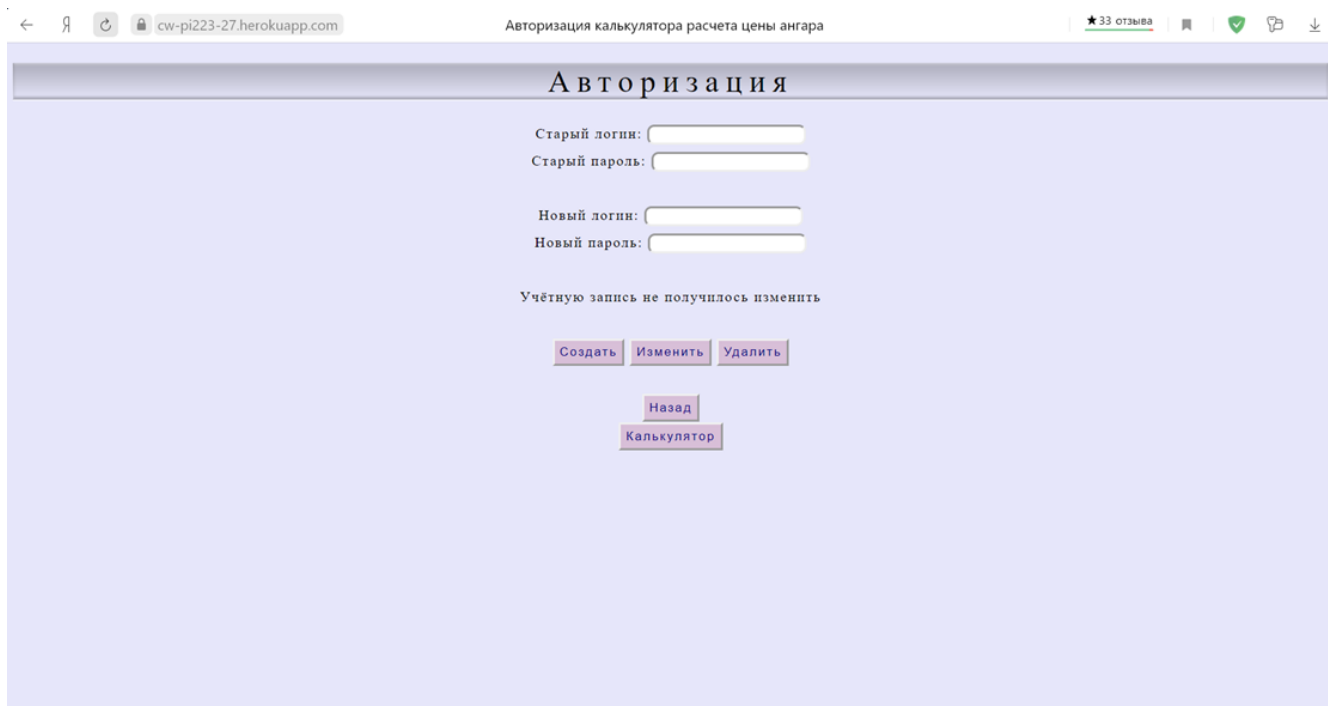 Я cw-pi223-27.herokuapp.com Авторизация калькулятора расчета цены ангара ★33 отзыва
Авторизация
Старый логин:
Старый пароль:
Новый логин:
Новый пароль:
Учётную запись не получилось изменить
Создать Изменить Удалить
Назад
Калькулятор